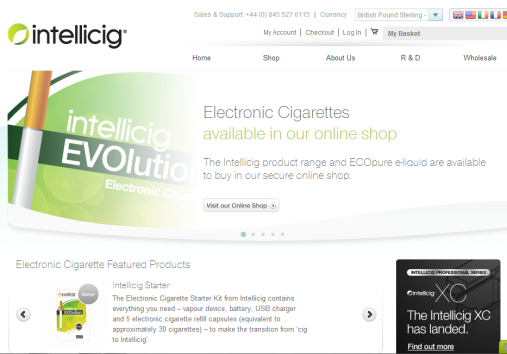 Sales & Support +44 (0) 845 527 6115 | Currency British Pound Sterling -
intellicig®
My Account | Checkout | Log In | My Basket
Home Shop About Us R & D Wholesale
intellicig
EVOlutio
Electronic Cig
Electronic Cigarettes
available in our online shop
The Intellicig product range and ECOpure e-liquid are available
to buy in our secure online shop.
Visit our Online Shop
Electronic Cigarette Featured Products
intellicig
Starter
EVOlution
Intellicig Starter
The Electronic Cigarette Starter Kit from Intellicig contains
everything you need – vapour device, battery, USB charger
and 5 electronic cigarette refill capsules (equivalent to
approximately 30 cigarettes) – to make the transition from 'cig
to Intellicig'.
INTELLICIG PROFESSIONAL SERIES
intellicig XC
The Intellicig XC
has landed.
Find out more